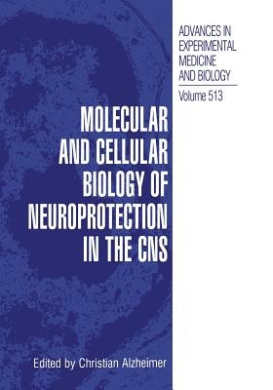 ADVANCES IN
EXPERIMENTAL
MEDICINE
AND BIOLOGY
Volume 513
MOLECULAR
AND CELLULAR
BIOLOGY OF
NEUROPROTECTION
IN THE CNS
Edited by Christian Alzheimer